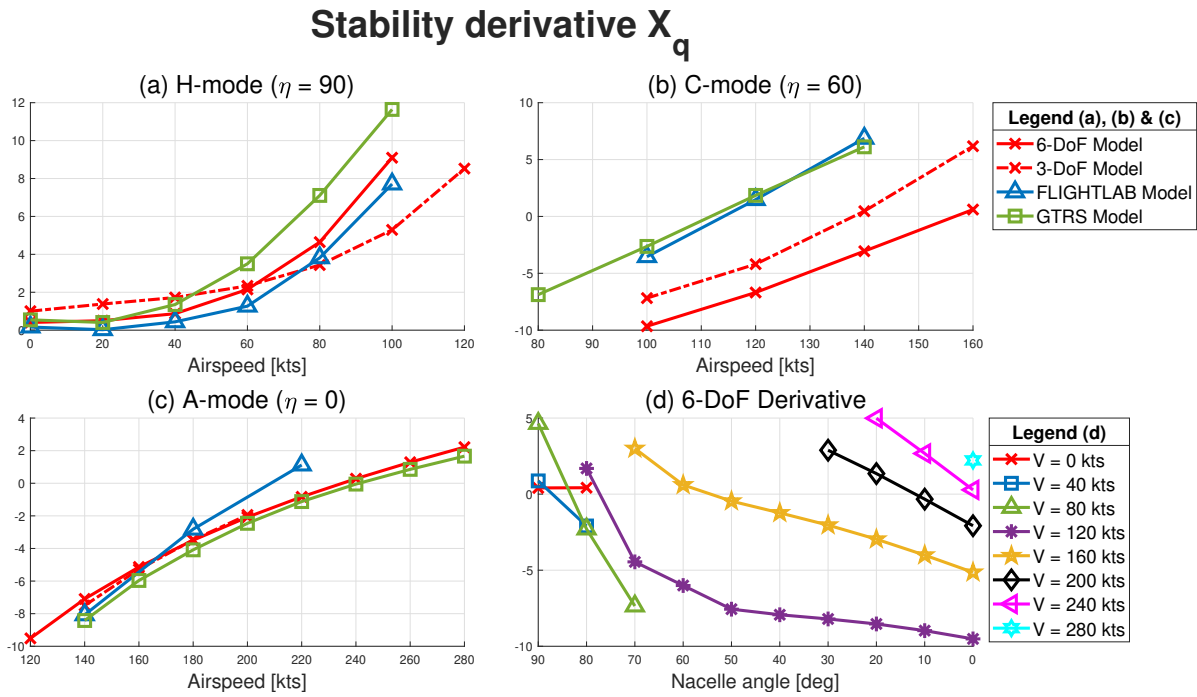 Stability derivative X_q
(a) H-mode (η = 90)
12
10
8
6
4
2
0
0 20 40 60 80 100 120
Airspeed [kts]
(b) C-mode (η = 60)
10
5
0
-5
-10
80 90 100 110 120 130 140 150 160
Airspeed [kts]
Legend (a), (b) & (c)
6-DoF Model
3-DoF Model
FLIGHTLAB Model
GTRS Model
(c) A-mode (η = 0)
4
2
0
-2
-4
-6
-8
-10
120 140 160 180 200 220 240 260 280
Airspeed [kts]
(d) 6-DoF Derivative
5
0
-5
-10
90 80 70 60 50 40 30 20 10 0
Nacelle angle [deg]
Legend (d)
V = 0 kts
V = 40 kts
V = 80 kts
V = 120 kts
V = 160 kts
V = 200 kts
V = 240 kts
V = 280 kts